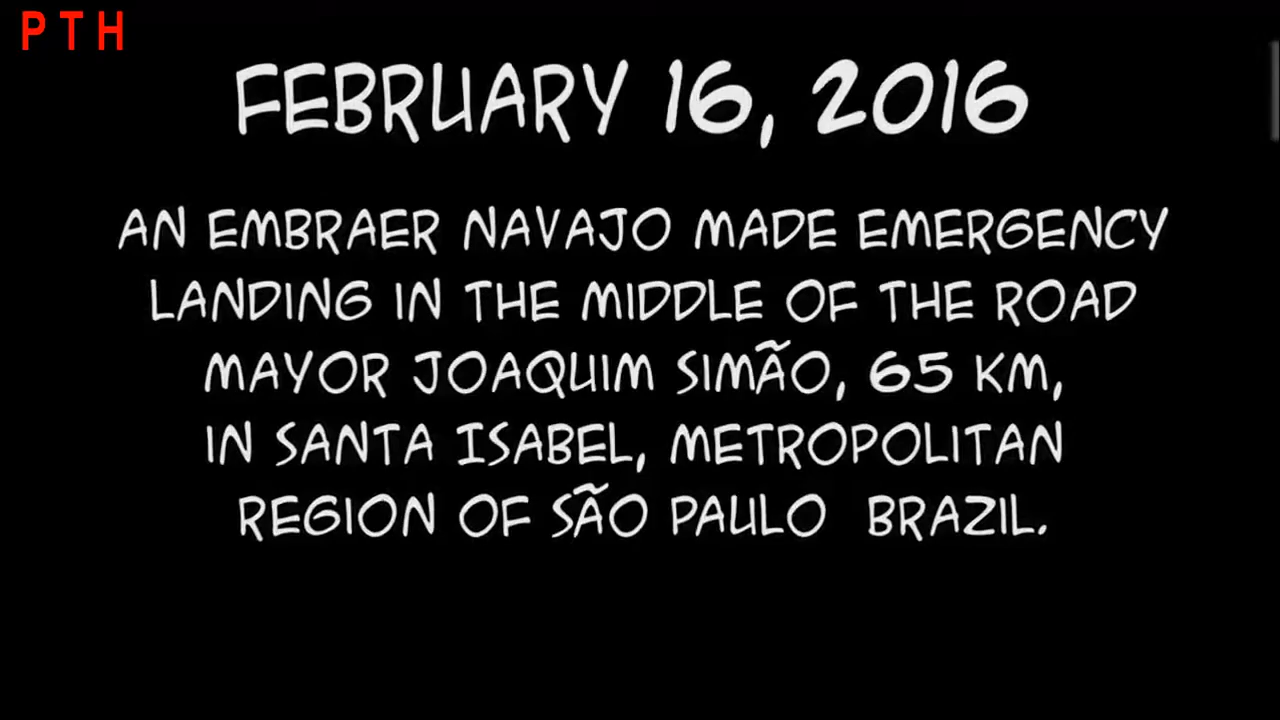 PTH
FEBRUARY 16, 2016
AN EMBRAER NAVAJO MADE EMERGENCY
LANDING IN THE MIDDLE OF THE ROAD
MAYOR JOAQUIM SIMÃO, 65 KM,
IN SANTA ISABEL, METROPOLITAN
REGION OF SÃO PAULO BRAZIL.